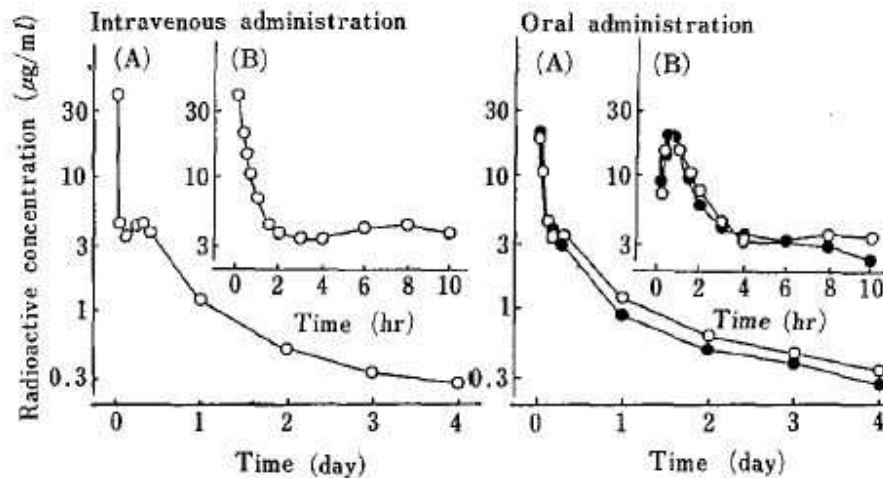 Intravenous administration
Oral administration
Radioactive concentration (μg/ml)
(A)
(B)
30
10
3
1
0.3
30
10
3
0 2 4 6 8 10
Time (hr)
0 1 2 3 4
Time (day)
(A)
(B)
30
10
3
1
0.3
30
10
3
0 2 4 6 8 10
Time (hr)
0 1 2 3 4
Time (day)